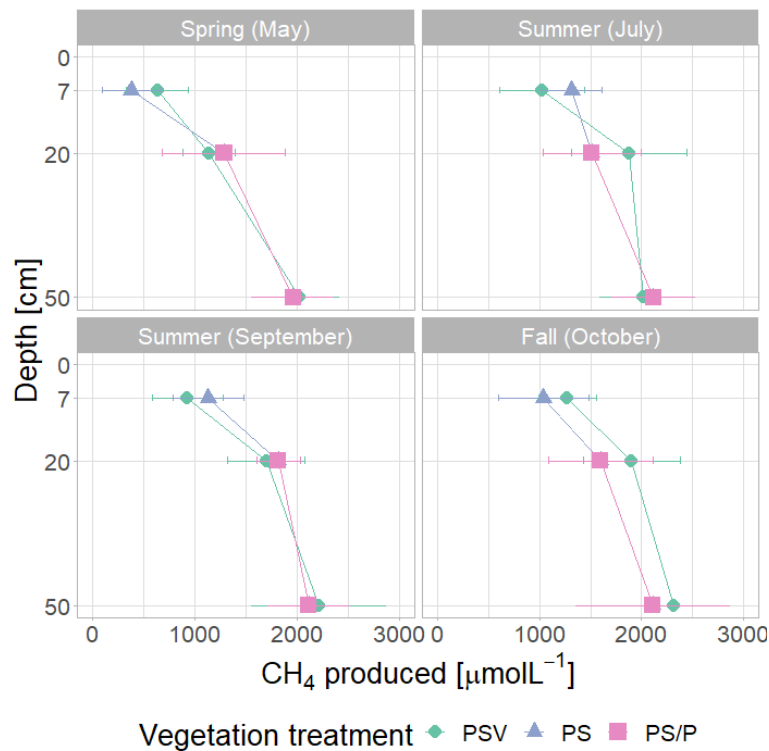 Spring (May)
Summer (July)
0
7
20
50
Depth [cm]
Summer (September)
Fall (October)
0
7
20
50
0
1000
2000
3000
0
1000
2000
3000
CH₄ produced [μmolL⁻¹]
Vegetation treatment PSV PS PS/P